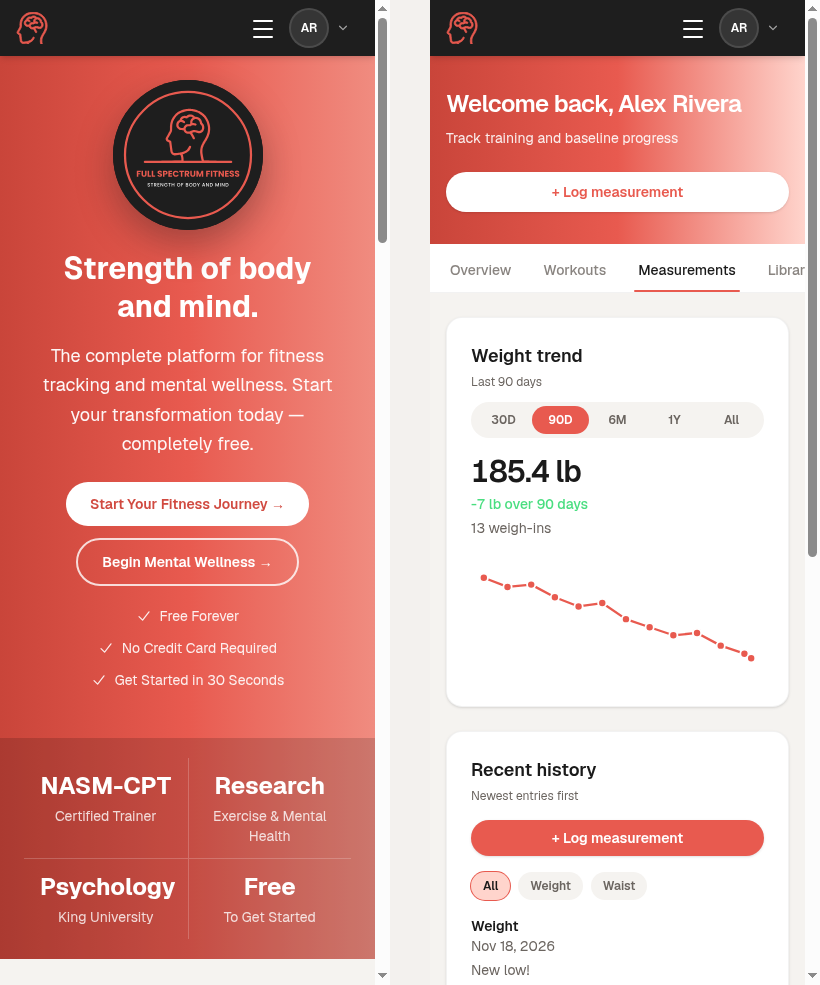 AR
FULL SPECTRUM FITNESS
STRENGTH OF BODY AND MIND
Strength of body
and mind.
The complete platform for fitness
tracking and mental wellness. Start
your transformation today —
completely free.
Start Your Fitness Journey →
Begin Mental Wellness →
✓ Free Forever
✓ No Credit Card Required
✓ Get Started in 30 Seconds
NASM-CPT
Certified Trainer
Research
Exercise & Mental
Health
Psychology
King University
Free
To Get Started
AR
Welcome back, Alex Rivera
Track training and baseline progress
+ Log measurement
Overview Workouts Measurements Librar
Weight trend
Last 90 days
30D 90D 6M 1Y All
185.4 lb
-7 lb over 90 days
13 weigh-ins
Recent history
Newest entries first
+ Log measurement
All Weight Waist
Weight
Nov 18, 2026
New low!